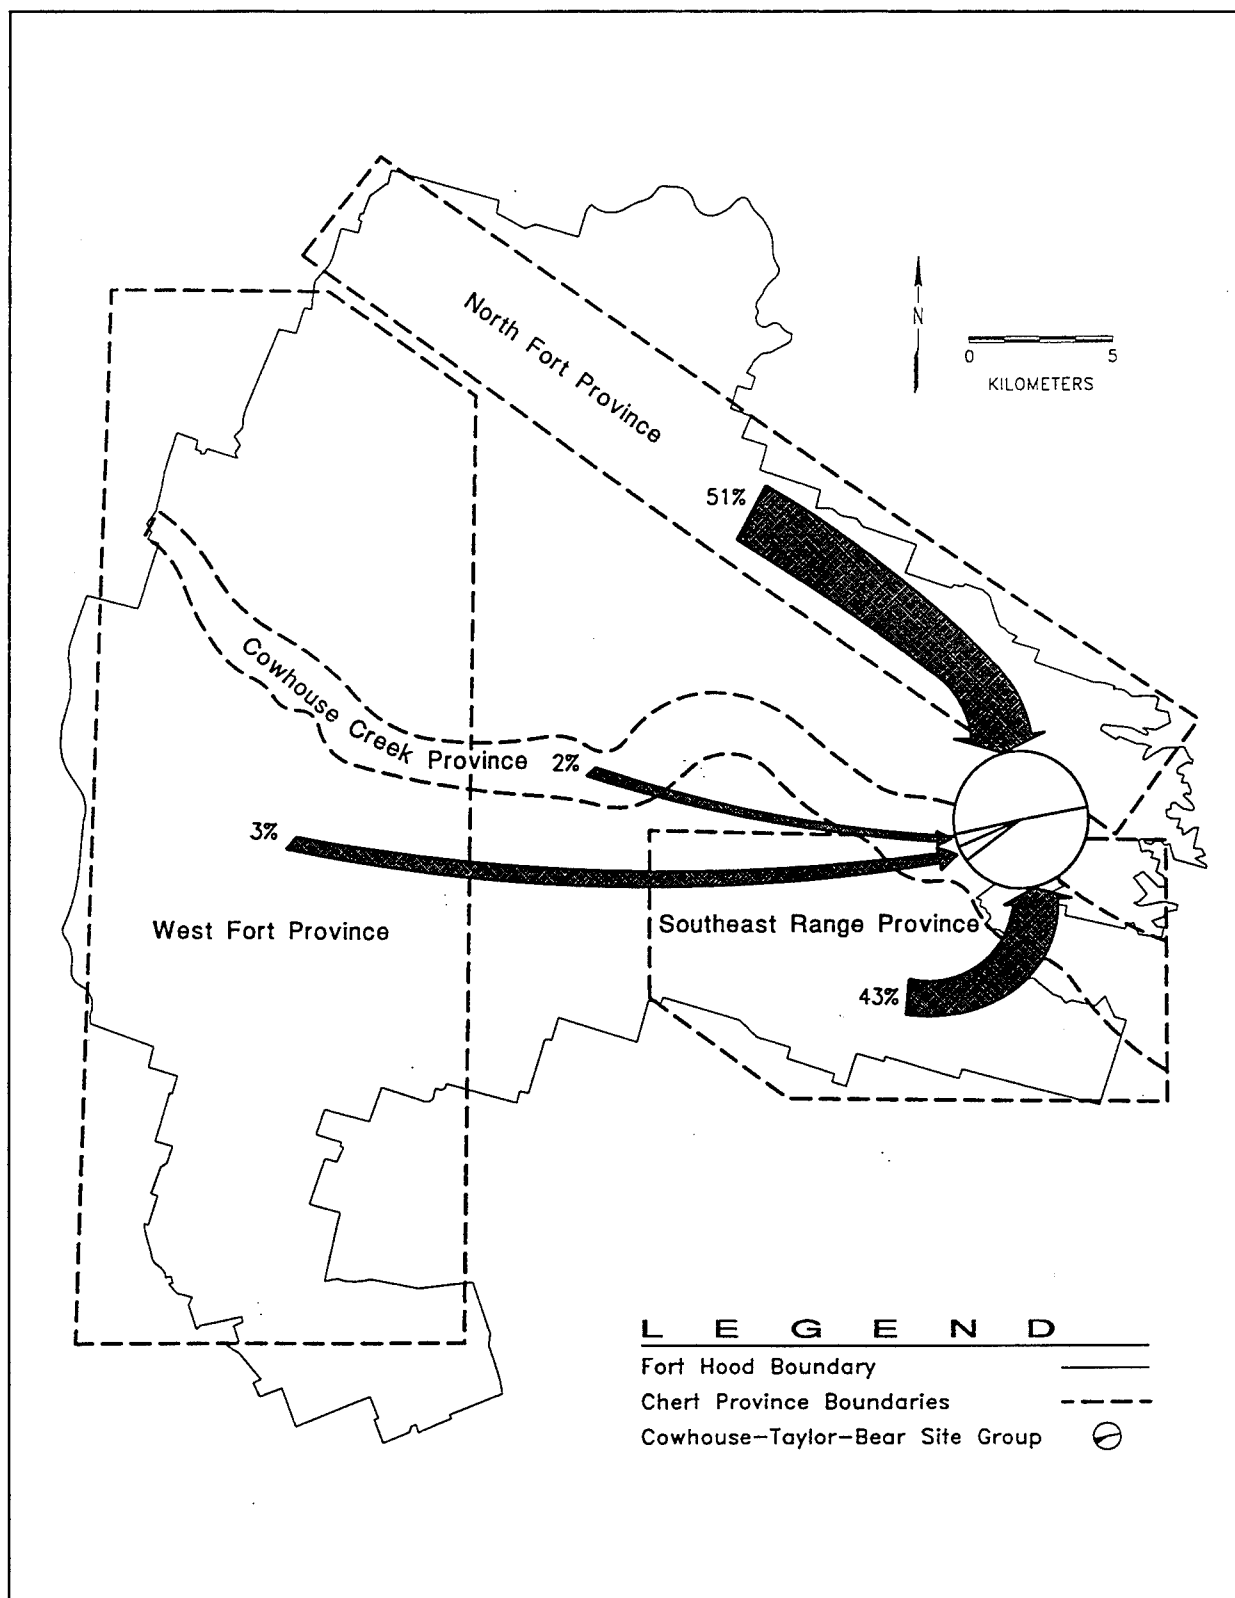 North Fort Province
N
0 5
KILOMETERS
51%
Cowhouse Creek Province 2%
3%
West Fort Province
Southeast Range Province
43%
LEGEND
Fort Hood Boundary
Chert Province Boundaries
Cowhouse-Taylor-Bear Site Group